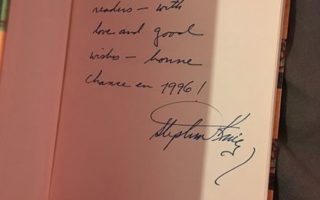 readers – with
love and good
wishes – bonne
chance en 1996!
Stephen King